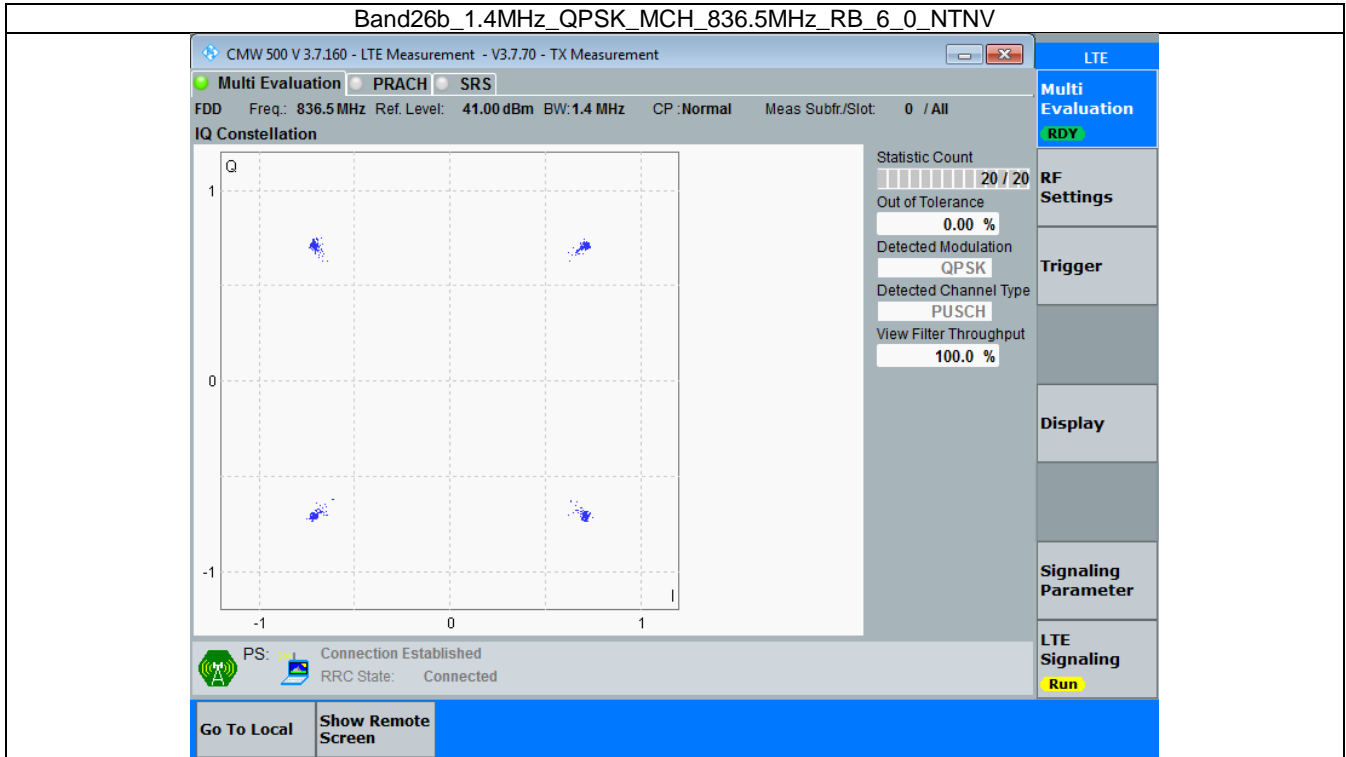 Band26b_1.4MHz_QPSK_MCH_836.5MHz_RB_6_0_NTNV
CMW 500 V 3.7.160 - LTE Measurement - V3.7.70 - TX Measurement
LTE
Multi Evaluation PRACH SRS
FDD Freq.: 836.5 MHz Ref. Level: 41.00 dBm BW: 1.4 MHz CP : Normal Meas Subfr./Slot: 0 / All
IQ Constellation
Multi
Evaluation
RDY
Q
1
0
-1
I
-1 0 1
Statistic Count
20 / 20
Out of Tolerance
0.00 %
Detected Modulation
QPSK
Detected Channel Type
PUSCH
View Filter Throughput
100.0 %
RF
Settings
Trigger
Display
Signaling
Parameter
LTE
Signaling
Run
PS: Connection Established
RRC State: Connected
Go To Local
Show Remote
Screen